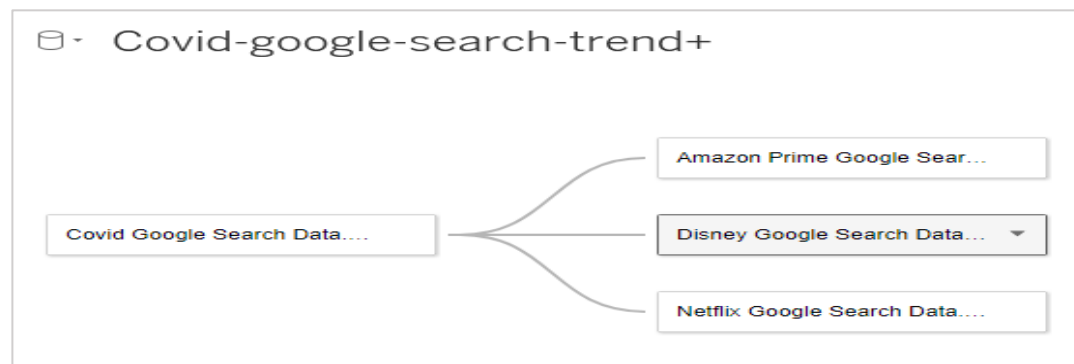 Covid-google-search-trend+
Amazon Prime Google Sear...
Covid Google Search Data....
Disney Google Search Data...
Netflix Google Search Data....